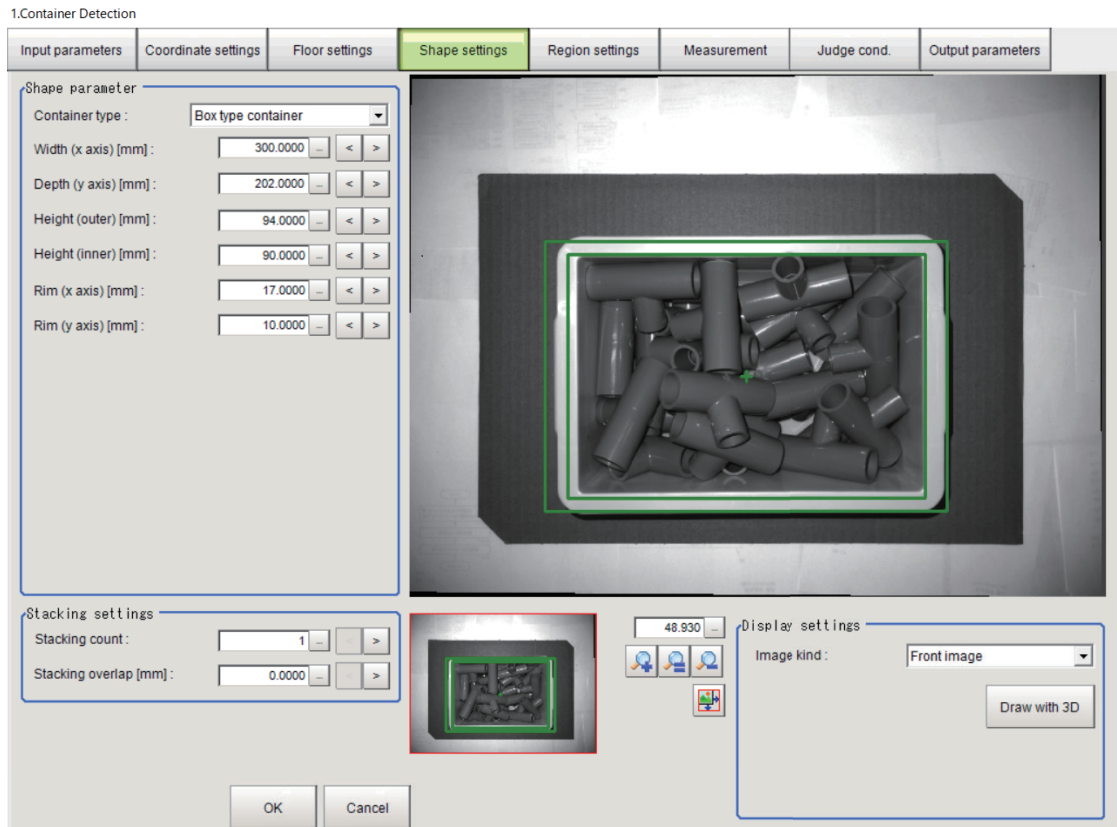 1.Container Detection
Input parameters Coordinate settings Floor settings Shape settings Region settings Measurement Judge cond. Output parameters
Shape parameter
Container type : Box type container
Width (x axis) [mm] : 300.0000 ... < >
Depth (y axis) [mm] : 202.0000 ... < >
Height (outer) [mm] : 94.0000 ... < >
Height (inner) [mm] : 90.0000 ... < >
Rim (x axis) [mm] : 17.0000 ... < >
Rim (y axis) [mm] : 10.0000 ... < >
Stacking settings
Stacking count : 1 ... < >
Stacking overlap [mm] : 0.0000 ... < >
48.930 ...
Display settings
Image kind : Front image
Draw with 3D
OK Cancel